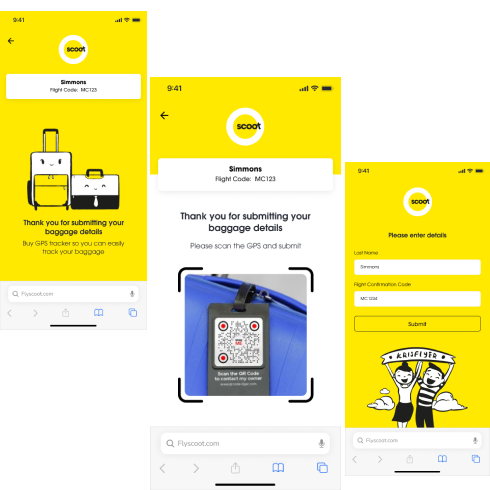 9:41
scoot
Simmons
Flight Code: MC123
Thank you for submitting your
baggage details
Buy GPS tracker so you can easily
track your baggage
Flyscoot.com
9:41
scoot
Simmons
Flight Code: MC123
Thank you for submitting your
baggage details
Please scan the GPS and submit
Scan the QR Code
to contact my owner
Flyscoot.com
9:41
scoot
Please enter details
Last Name
Simmons
Flight Confirmation Code
MC1234
Submit
KRISFLYER
Flyscoot.com